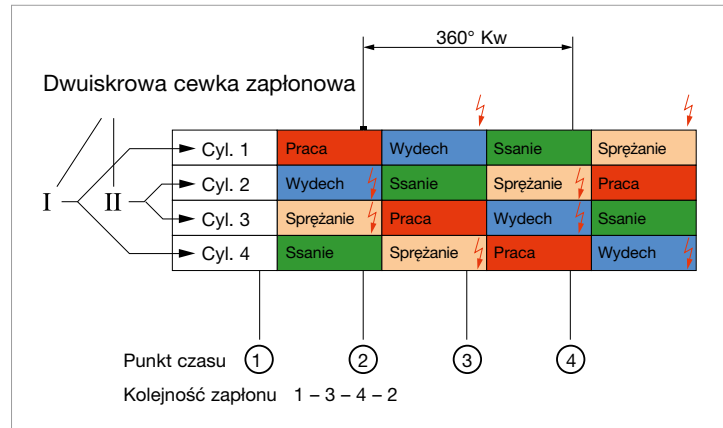 360° Kw
Dwuiskrowa cewka zapłonowa
I II
Cyl. 1 Praca Wydech Ssanie Sprężanie
Cyl. 2 Wydech Ssanie Sprężanie Praca
Cyl. 3 Sprężanie Praca Wydech Ssanie
Cyl. 4 Ssanie Sprężanie Praca Wydech
Punkt czasu 1 2 3 4
Kolejność zapłonu 1 – 3 – 4 – 2